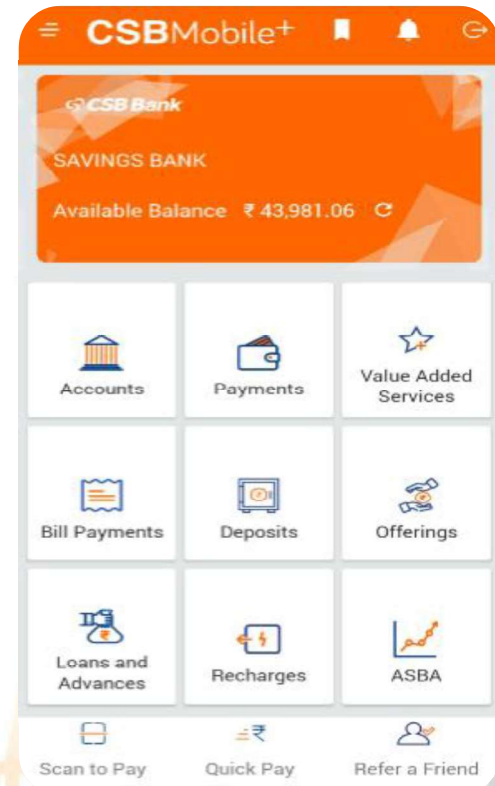 CSBMobile+
CSB Bank
SAVINGS BANK
Available Balance ₹ 43,981.06
Accounts
Payments
Value Added
Services
Bill Payments
Deposits
Offerings
Loans and
Advances
Recharges
ASBA
Scan to Pay
Quick Pay
Refer a Friend